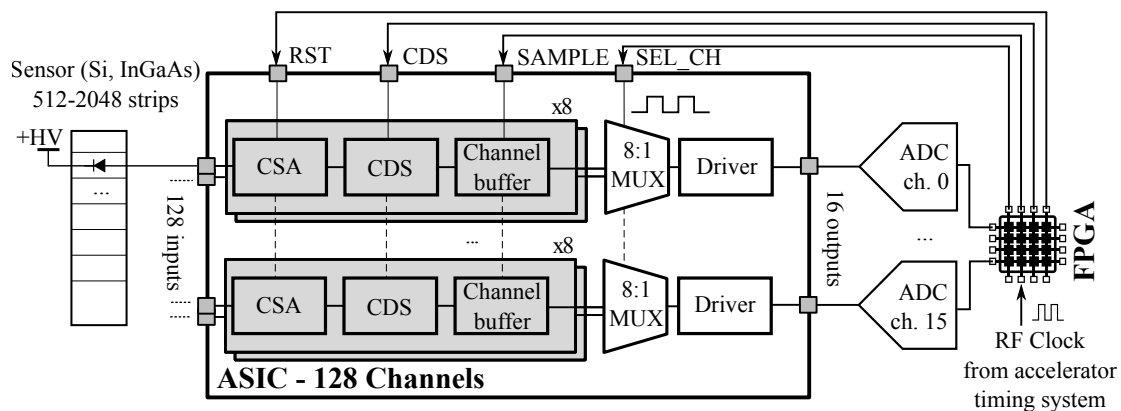 RST
CDS
SAMPLE
SEL_CH
Sensor (Si, InGaAs)
512-2048 strips
+HV
...
x8
CSA
CDS
Channel
buffer
8:1
MUX
Driver
ADC
ch. 0
128 inputs
...
x8
CSA
CDS
Channel
buffer
8:1
MUX
Driver
16 outputs
...
ADC
ch. 15
FPGA
ASIC - 128 Channels
RF Clock
from accelerator
timing system